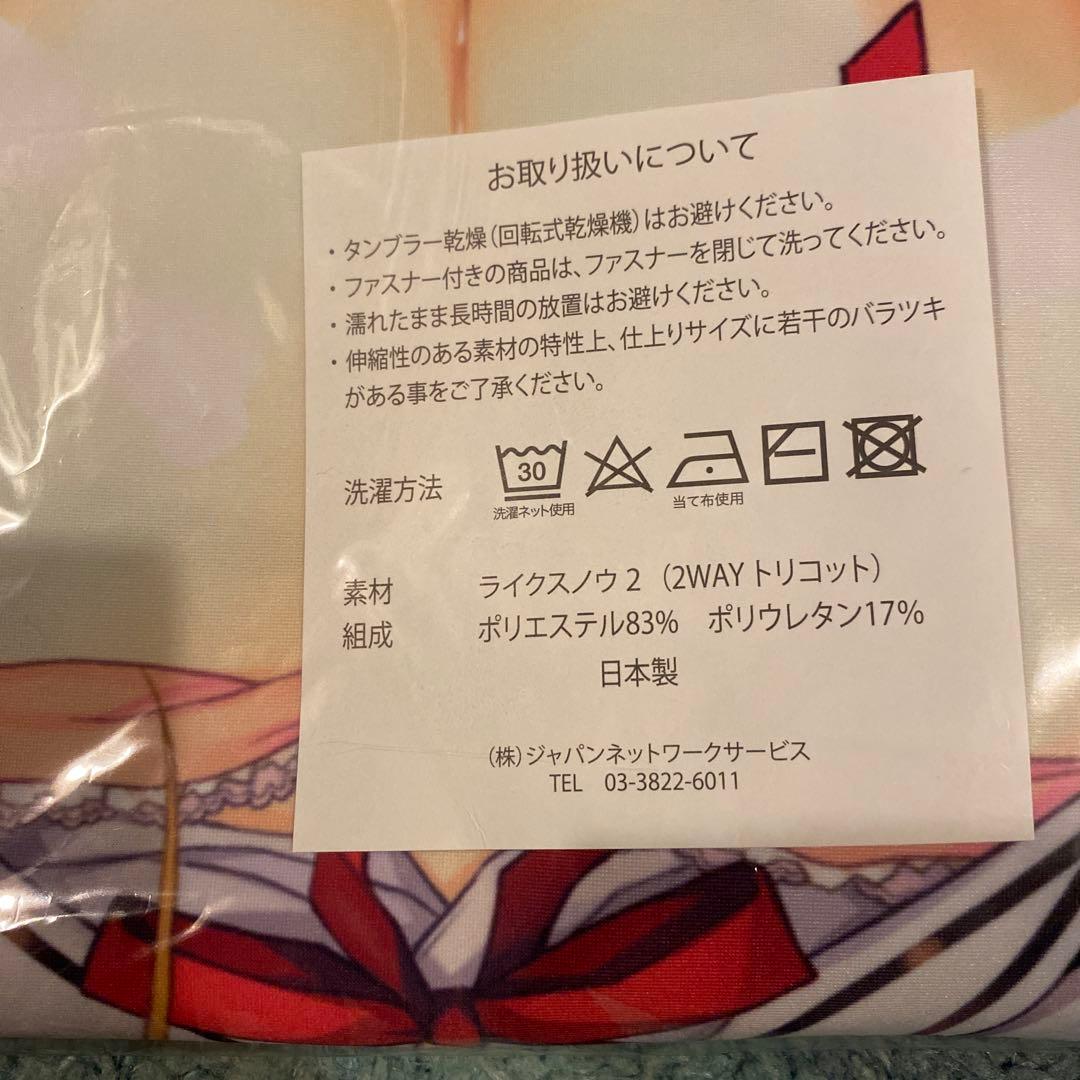 お取り扱いについて
・タンブラー乾燥(回転式乾燥機)はお避けください。
・ファスナー付きの商品は、ファスナーを閉じて洗ってください。
・濡れたまま長時間の放置はお避けください。
・伸縮性のある素材の特性上、仕上りサイズに若干のバラツキ
がある事をご了承ください。
洗濯方法
30
洗濯ネット使用
当て布使用
素材 ライクスノウ2（2WAYトリコット）
組成 ポリエステル83% ポリウレタン17%
日本製
(株)ジャパンネットワークサービス
TEL 03-3822-6011